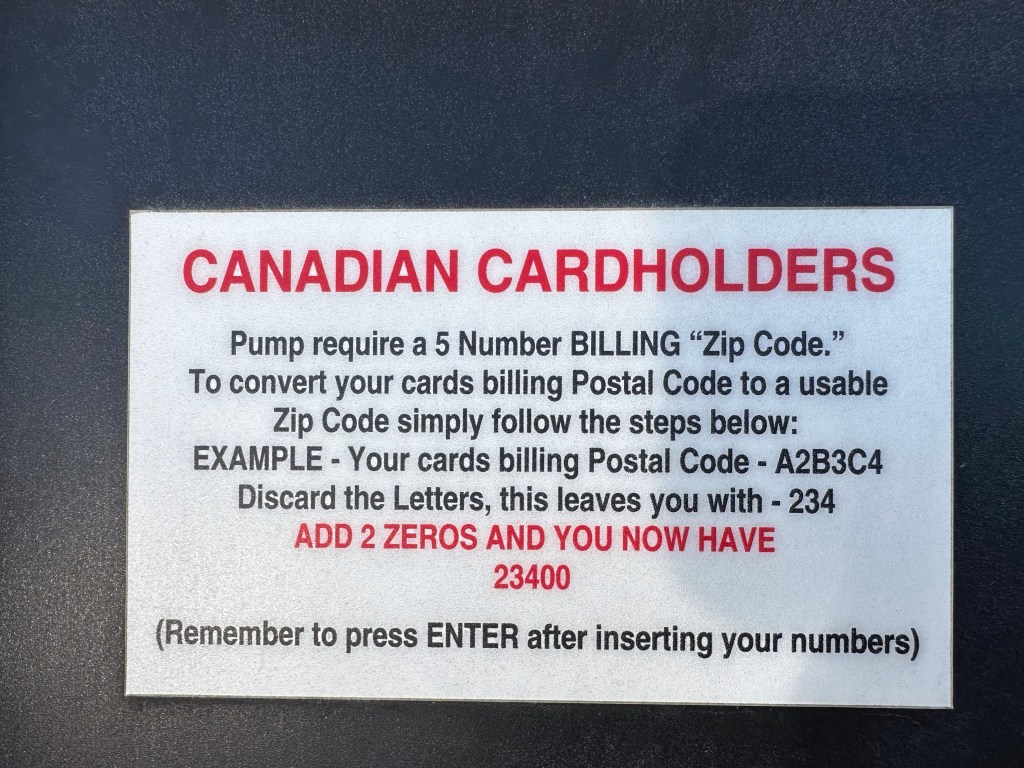 CANADIAN CARDHOLDERS
Pump require a 5 Number BILLING “Zip Code.”
To convert your cards billing Postal Code to a usable
Zip Code simply follow the steps below:
EXAMPLE - Your cards billing Postal Code - A2B3C4
Discard the Letters, this leaves you with - 234
ADD 2 ZEROS AND YOU NOW HAVE
23400
(Remember to press ENTER after inserting your numbers)